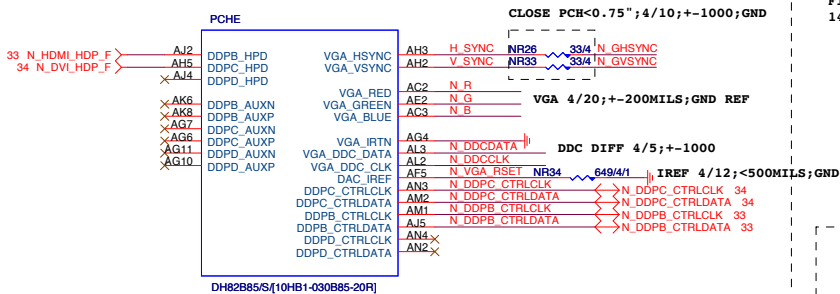 CLOSE PCH<0.75";4/10;+-1000;GND
PCHE
33 N_HDMI_HDP_F AJ2 DDPB_HPD
34 N_DVI_HDP_F AH5 DDPC_HPD
AJ4 DDPD_HPD
AK6 DDPB_AUXN
AK8 DDPB_AUXP
AG7 DDPC_AUXN
AG6 DDPC_AUXP
AG11 DDPD_AUXN
AG10 DDPD_AUXP
VGA_HSYNC AH3 H_SYNC NR26 33/4 N_GHSYNC
VGA_VSYNC AH2 V_SYNC NR33 33/4 N_GVSYNC
VGA_RED AC2 N_R
VGA_GREEN AE2 N_G
VGA_BLUE AC3 N_B
VGA 4/20;+-200MILS;GND REF
VGA_IRTN AG4
VGA_DDC_DATA AL3 N_DDCDATA
VGA_DDC_CLK AL2 N_DDCCLK
DDC DIFF 4/5;+-1000
DAC_IREF AF5 N_VGA_RSET NR34 649/4/1 IREF 4/12;<500MILS;GND
DDPC_CTRLCLK AN3 N_DDPC_CTRLCLK N_DDPC_CTRLCLK 34
DDPC_CTRLDATA AM2 N_DDPC_CTRLDATA N_DDPC_CTRLDATA 34
DDPB_CTRLCLK AM1 N_DDPB_CTRLCLK N_DDPB_CTRLCLK 33
DDPB_CTRLDATA AJ5 N_DDPB_CTRLDATA N_DDPB_CTRLDATA 33
DDPD_CTRLCLK AN4
DDPD_CTRLDATA AN2
DH82B85/S/[10HB1-030B85-20R]
14